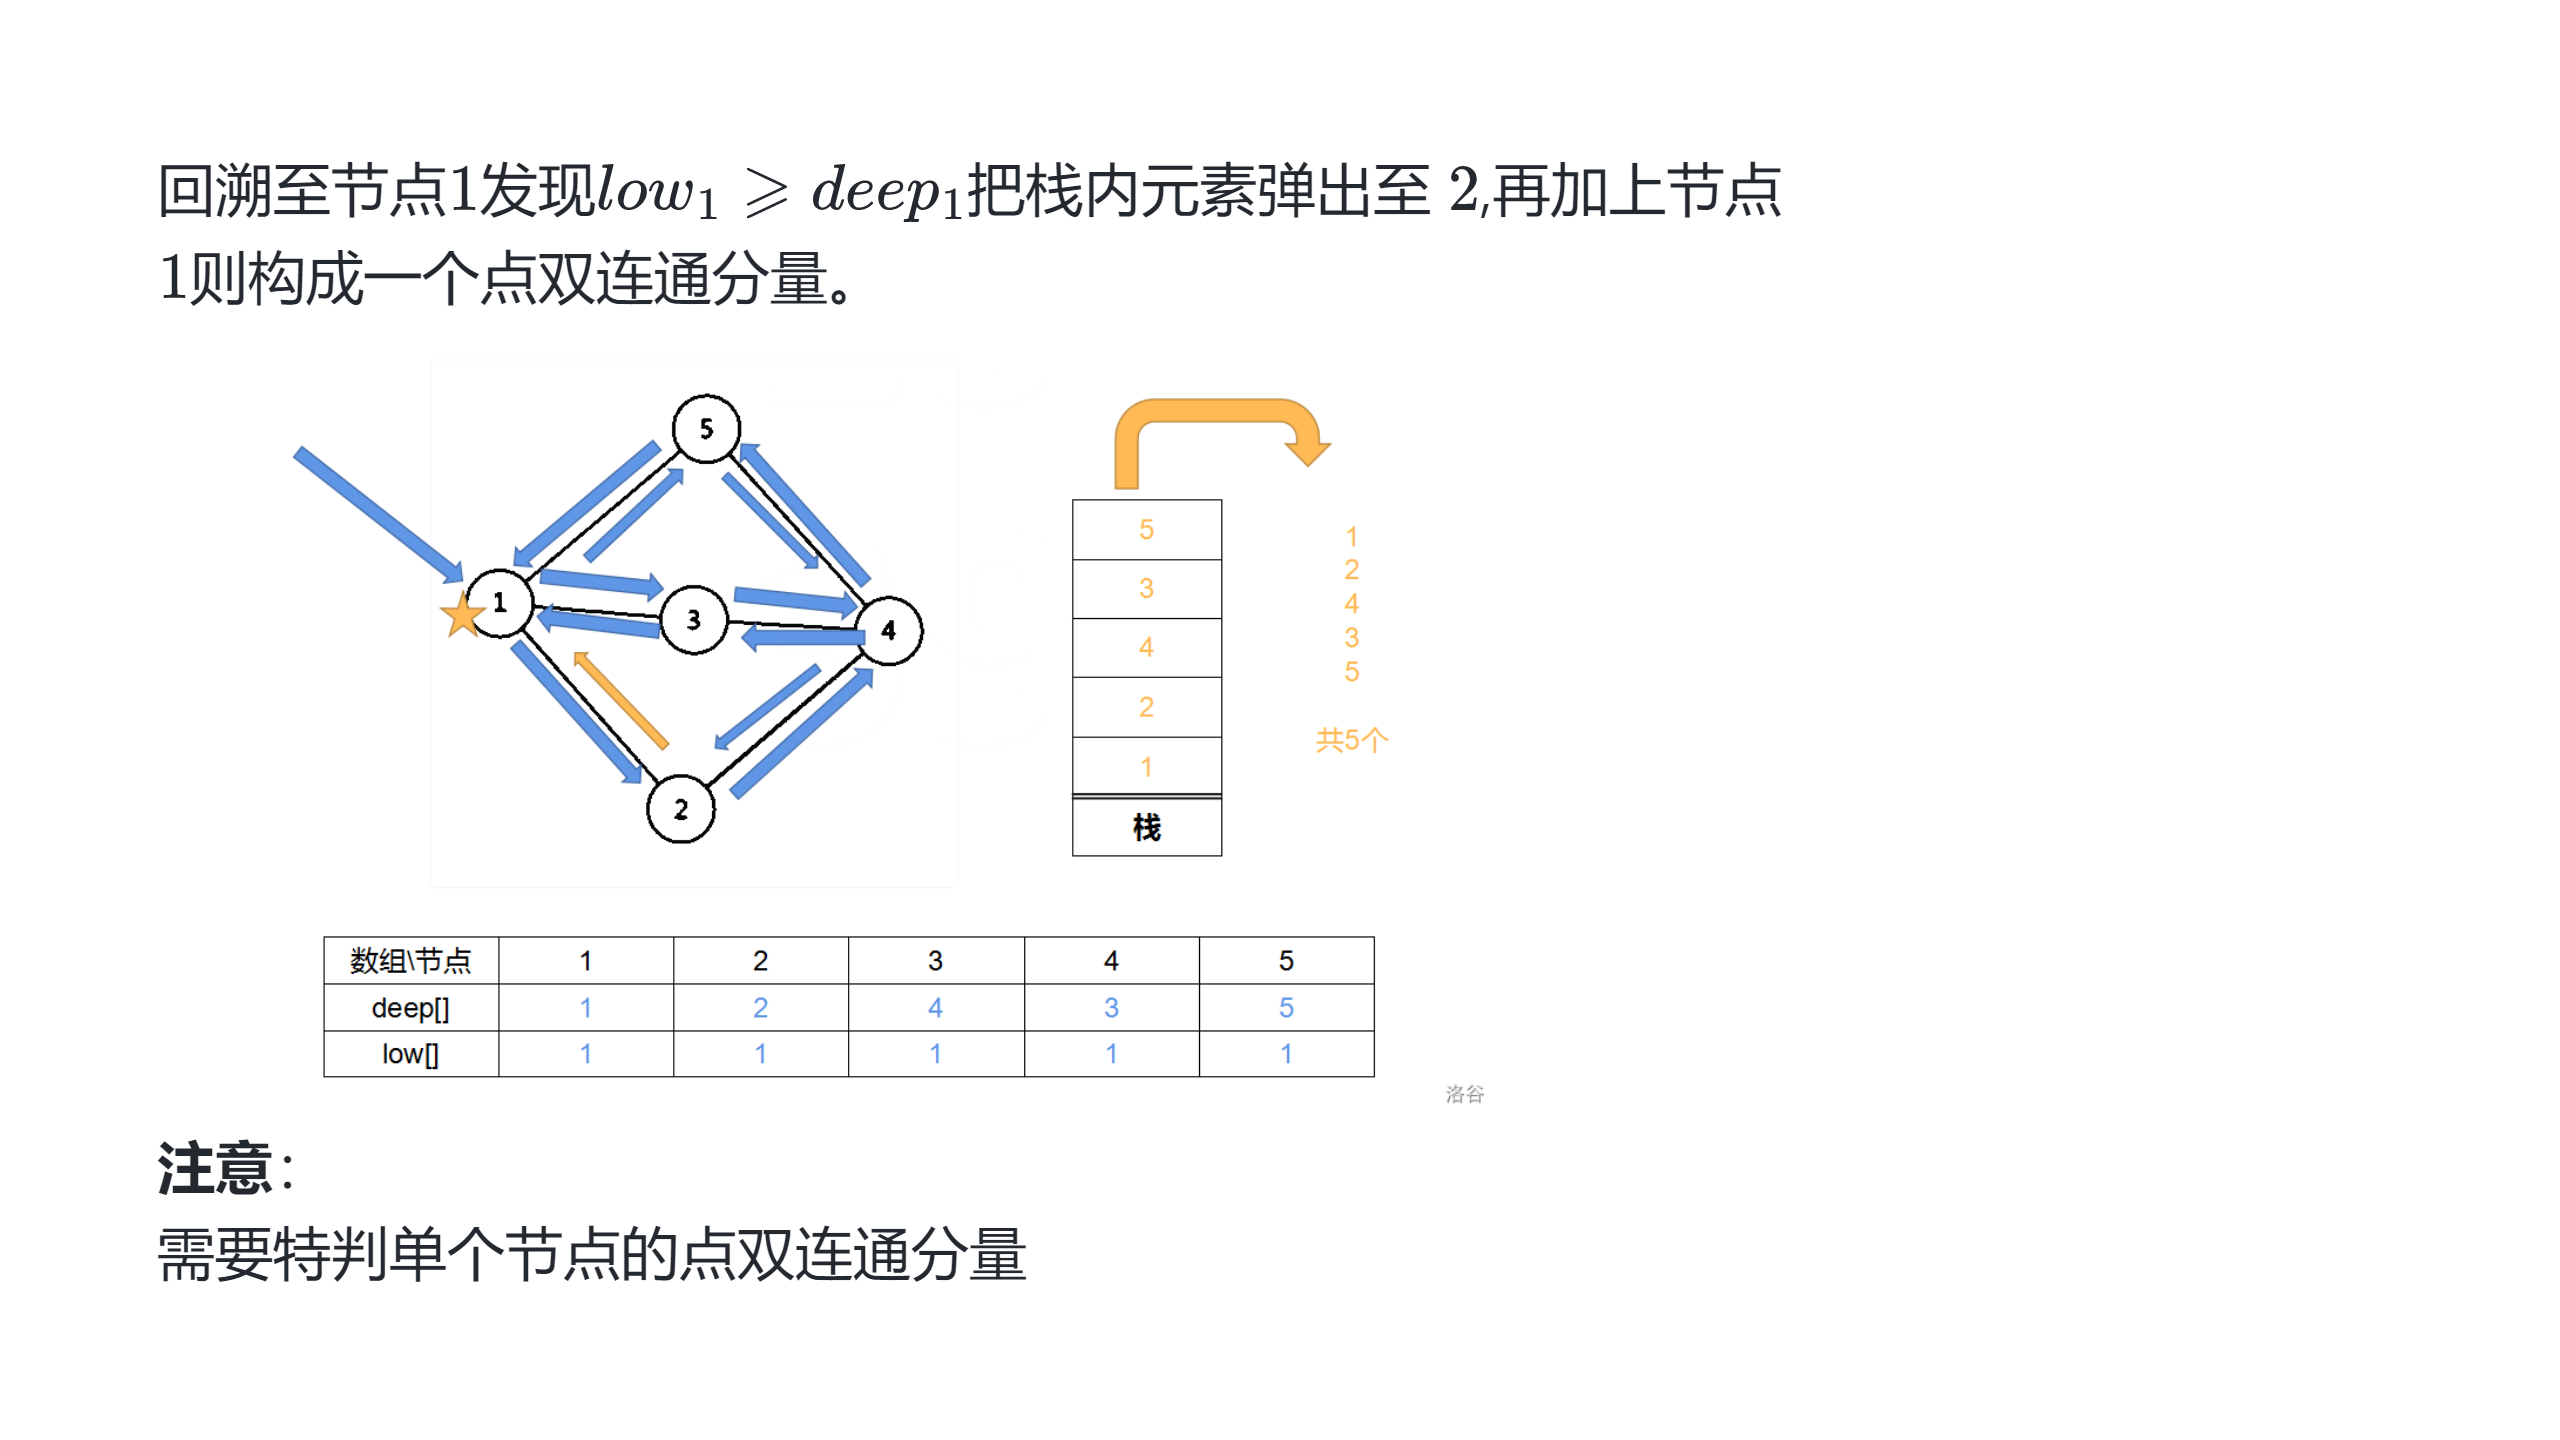 回溯至节点1发现low₁ ⩾ deep₁把栈内元素弹出至 2,再加上节点
1则构成一个点双连通分量。
5
1
3
4
2
5
3
4
2
1
栈
1
2
4
3
5
共5个
数组\节点 1 2 3 4 5
deep[] 1 2 4 3 5
low[] 1 1 1 1 1
洛谷
注意：
需要特判单个节点的点双连通分量